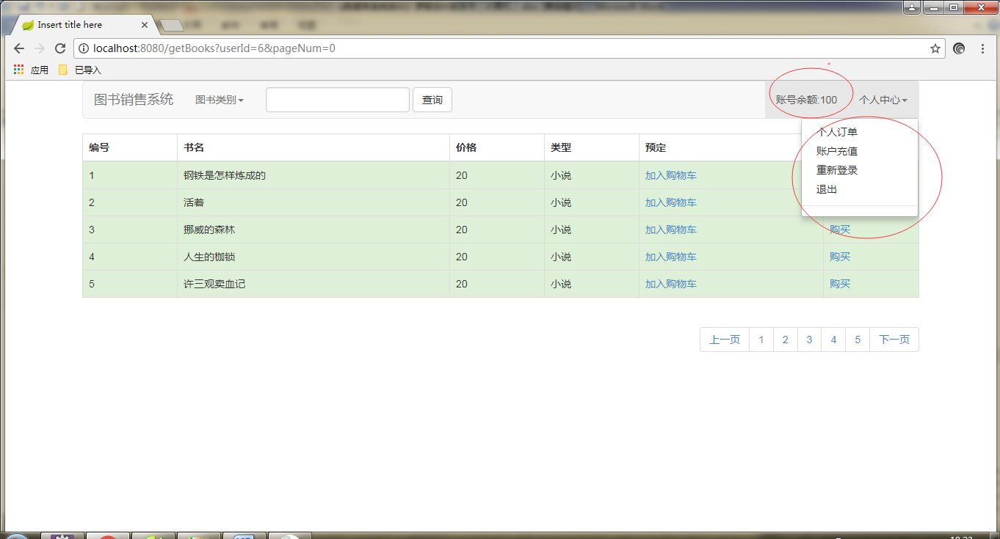 Insert title here
localhost:8080/getBooks?userId=6&pageNum=0
应用 已导入
图书销售系统 图书类别 查询 账号余额:100 个人中心
个人订单
账户充值
重新登录
退出
编号 书名 价格 类型 预定
1 钢铁是怎样炼成的 20 小说 加入购物车
2 活着 20 小说 加入购物车
3 挪威的森林 20 小说 加入购物车 购买
4 人生的枷锁 20 小说 加入购物车 购买
5 许三观卖血记 20 小说 加入购物车 购买
上一页 1 2 3 4 5 下一页